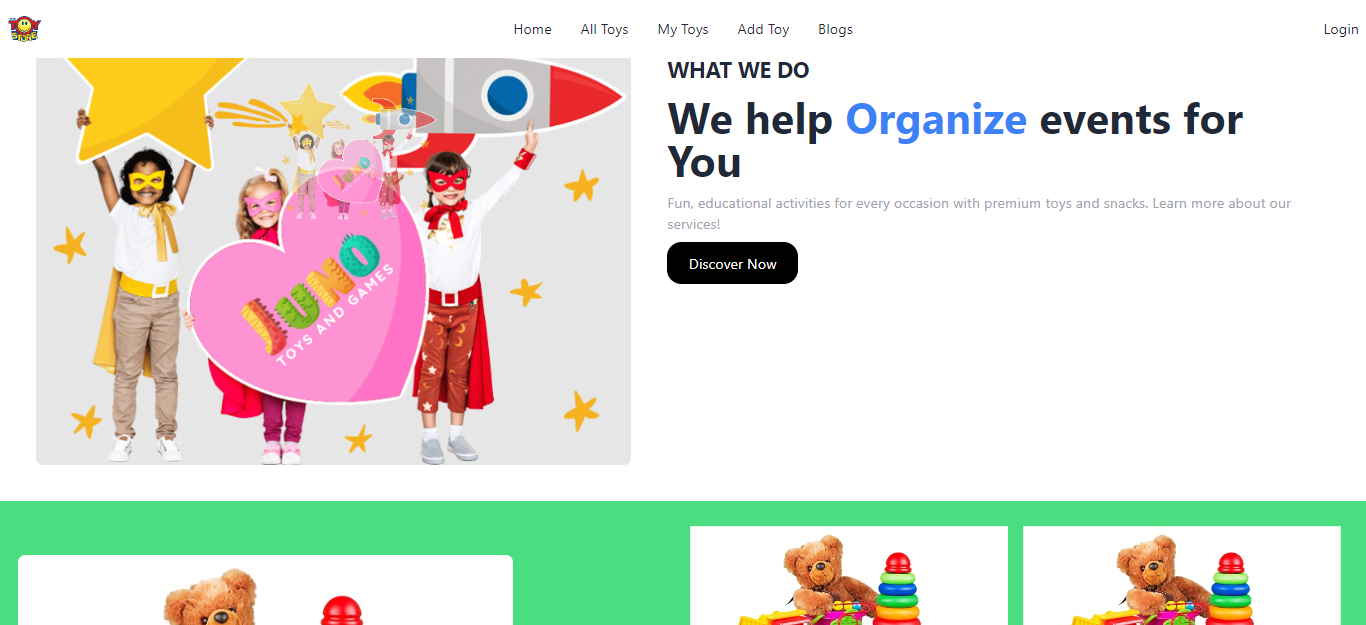 TOY
STORE
Home
All Toys
My Toys
Add Toy
Blogs
Login
WHAT WE DO
We help Organize events for
You
Fun, educational activities for every occasion with premium toys and snacks. Learn more about our
services!
Discover Now
JUNO
TOYS AND GAMES
JUNO